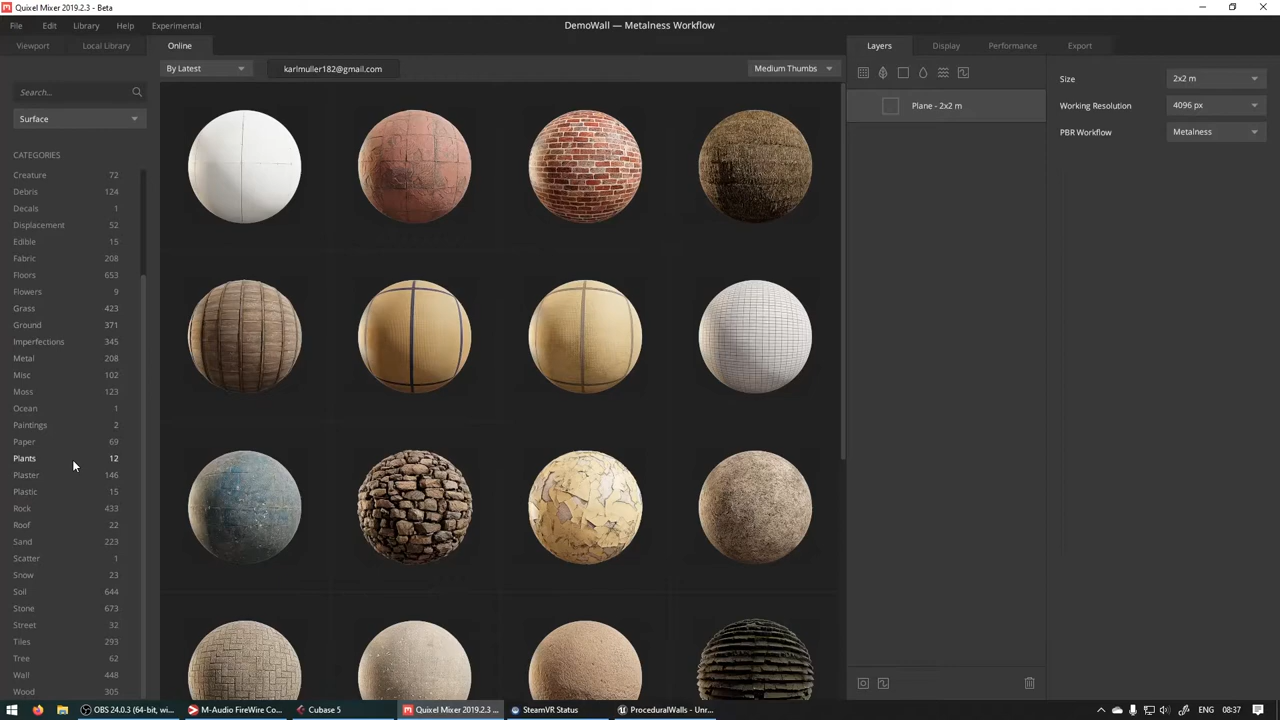 Quixel Mixer 2019.2.3 - Beta
File Edit Library Help Experimental
DemoWall — Metalness Workflow
Viewport Local Library Online
Layers Display Performance Export
By Latest karlmuller182@gmail.com Medium Thumbs
Search...
Surface
CATEGORIES
Creature 72
Debris 124
Decals 1
Displacement 52
Edible 15
Fabric 208
Floors 653
Flowers 9
Grass 423
Ground 371
Imperfections 345
Metal 208
Misc 102
Moss 123
Ocean 1
Paintings 2
Paper 69
Plants 12
Plaster 146
Plastic 15
Rock 433
Roof 22
Sand 223
Scatter 1
Snow 23
Soil 644
Stone 673
Street 32
Tiles 293
Tree 62
Wall 448
Wood 305
Plane - 2x2 m
Size 2x2 m
Working Resolution 4096 px
PBR Workflow Metalness
OBS 24.0.3 (64-bit, wi... M-Audio FireWire Co... Cubase 5 Quixel Mixer 2019.2.3 ... SteamVR Status ProceduralWalls - Unr... ENG 08:37